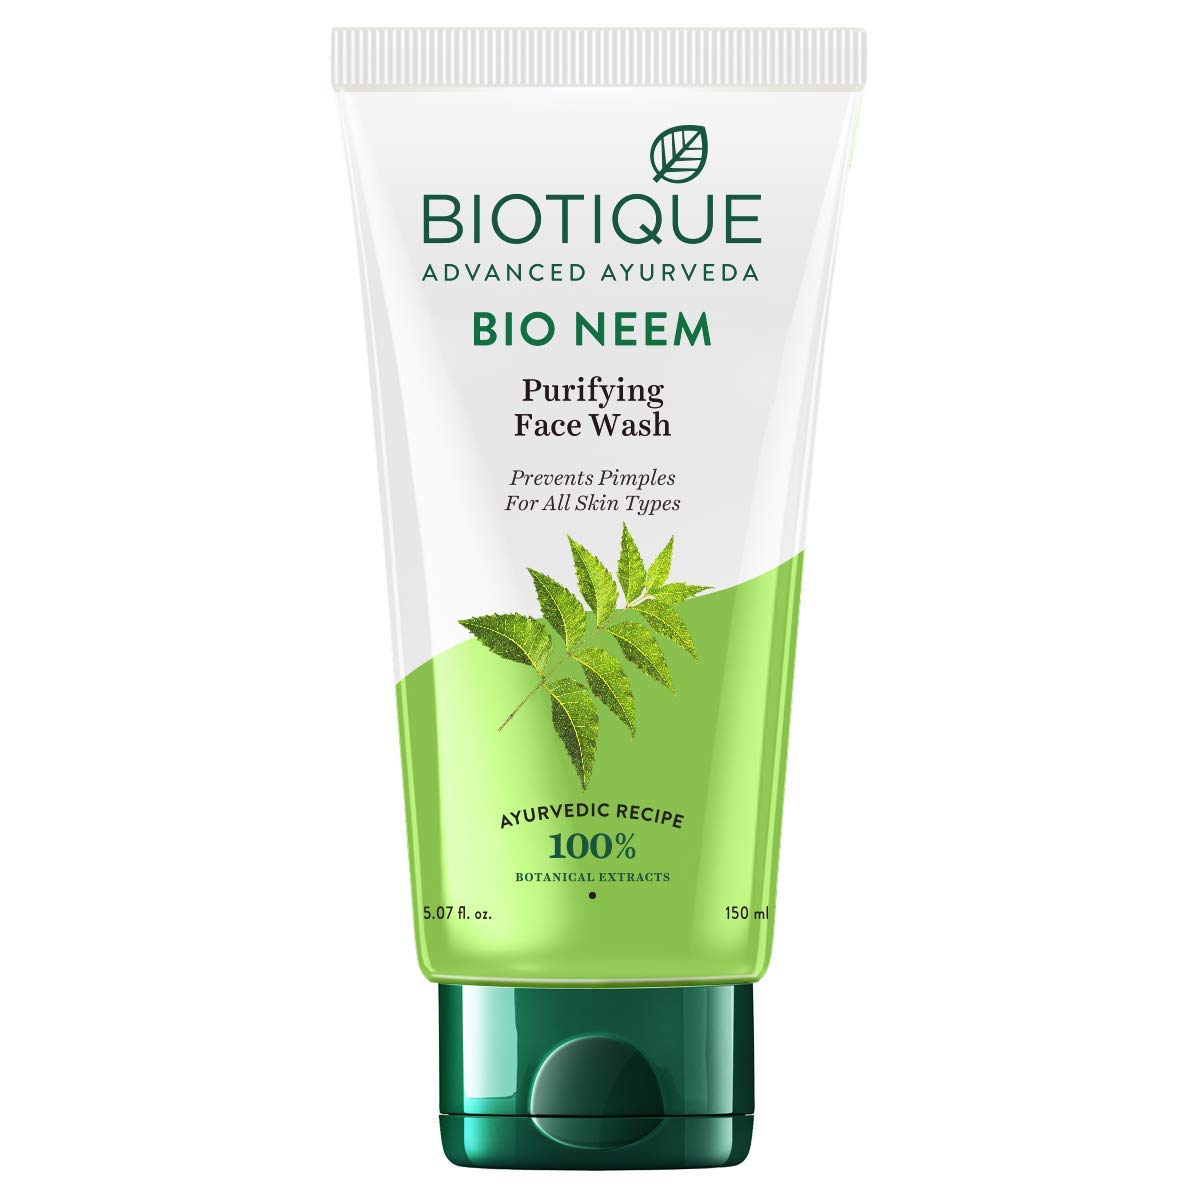 BIOTIQUE
ADVANCED AYURVEDA
BIO NEEM
Purifying
Face Wash
Prevents Pimples
For All Skin Types
AYURVEDIC RECIPE
100%
BOTANICAL EXTRACTS
5.07 fl. oz. 150 ml